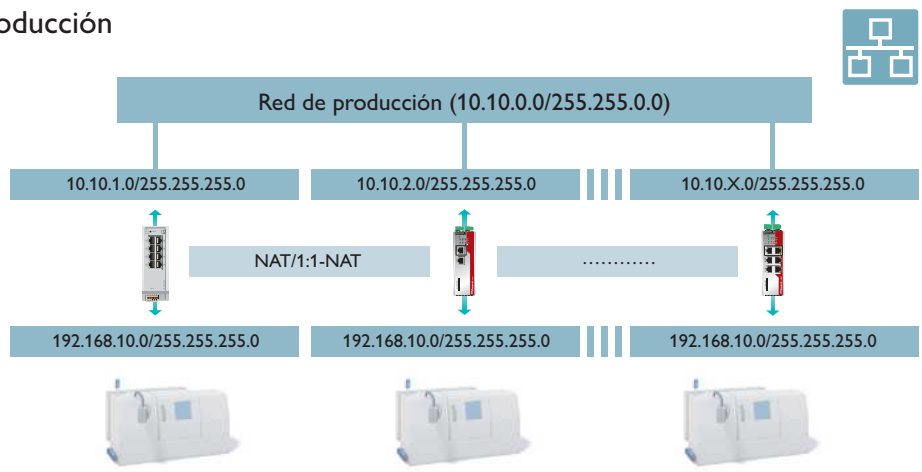 oducción
Red de producción (10.10.0.0/255.255.0.0)
10.10.1.0/255.255.255.0
10.10.2.0/255.255.255.0
10.10.X.0/255.255.255.0
NAT/1:1-NAT
............
192.168.10.0/255.255.255.0
192.168.10.0/255.255.255.0
192.168.10.0/255.255.255.0